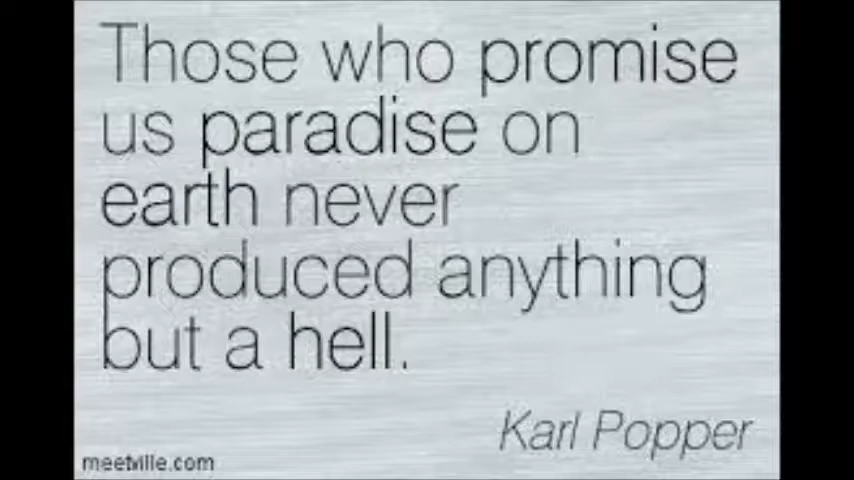 Those who promise
us paradise on
earth never
produced anything
but a hell.
Karl Popper
meetville.com